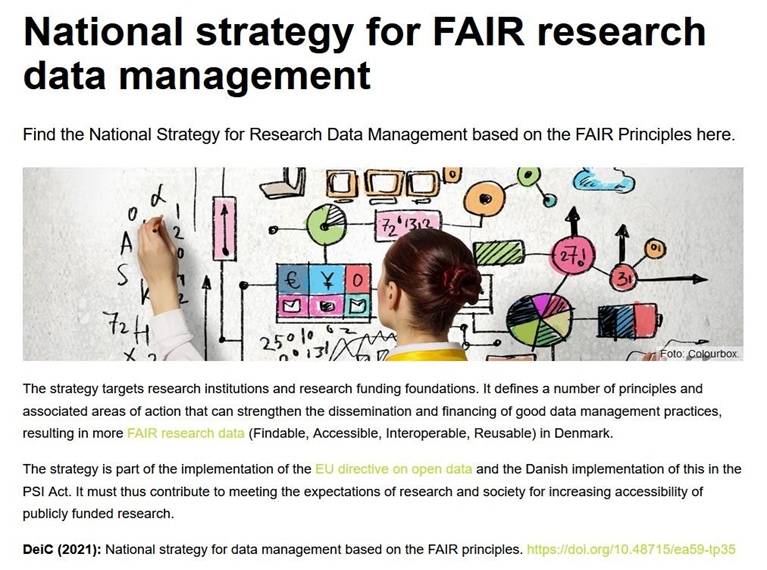 National strategy for FAIR research
data management
Find the National Strategy for Research Data Management based on the FAIR Principles here.
Foto: Colourbox.
The strategy targets research institutions and research funding foundations. It defines a number of principles and
associated areas of action that can strengthen the dissemination and financing of good data management practices,
resulting in more FAIR research data (Findable, Accessible, Interoperable, Reusable) in Denmark.
The strategy is part of the implementation of the EU directive on open data and the Danish implementation of this in the
PSI Act. It must thus contribute to meeting the expectations of research and society for increasing accessibility of
publicly funded research.
DeiC (2021): National strategy for data management based on the FAIR principles. https://doi.org/10.48715/ea59-tp35